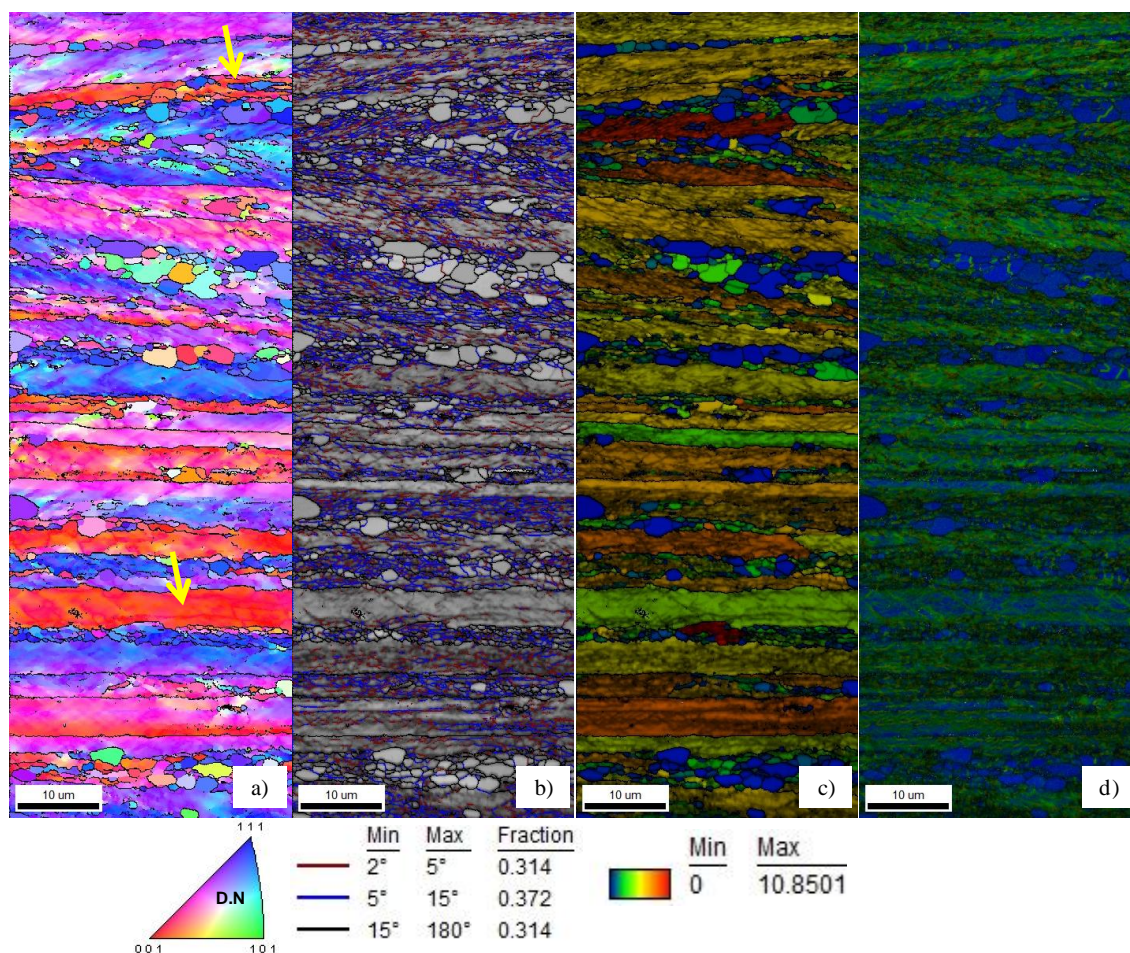 a)
b)
c)
d)
10 um
10 um
10 um
10 um
1 1 1
D.N
0 0 1
1 0 1
Min Max Fraction
2° 5° 0.314
5° 15° 0.372
15° 180° 0.314
Min Max
0 10.8501